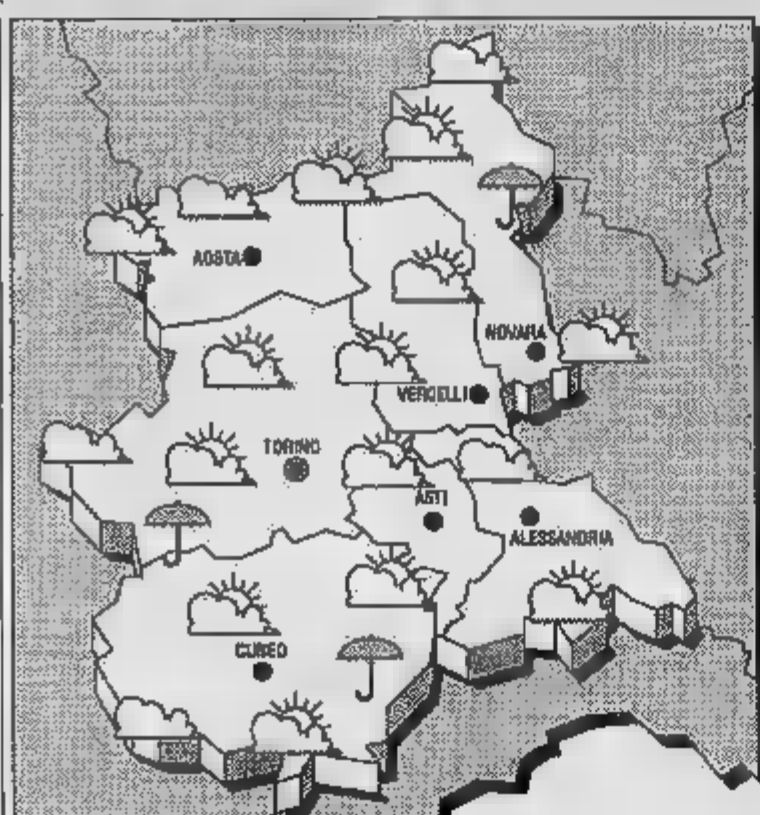 AOSTA
NOVARA
VERCELLI
TORINO
ASTI
ALESSANDRIA
CUNEO